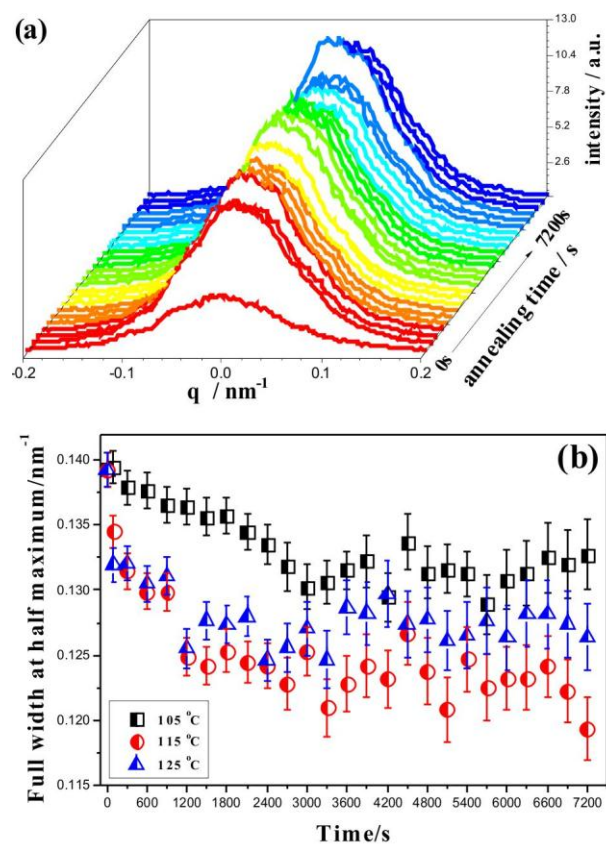 (a)
13.0
10.4
7.8
5.2
2.6
intensity / a.u.
7200s
annealing time / s
0s
-0.2 -0.1 0.0 0.1 0.2
q / nm⁻¹
(b)
0.140
0.135
0.130
0.125
0.120
0.115
Full width at half maximum/nm⁻¹
105 °C
115 °C
125 °C
0 600 1200 1800 2400 3000 3600 4200 4800 5400 6000 6600 7200
Time/s